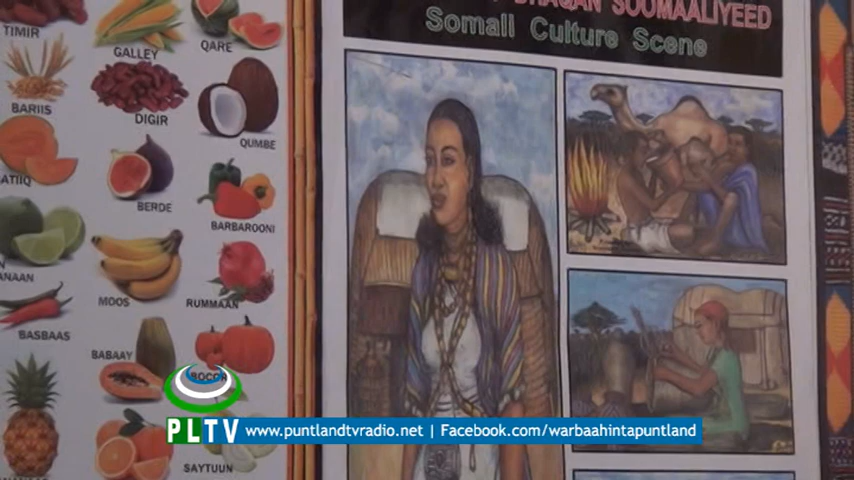 TIMIR
GALLEY
QARE
BARIIS
DIGIR
QUMBE
BERDE
BARBAROONI
MOOS
RUMMAAN
BASBAAS
BABAAY
SAYTUUN
SOOMAALIYEED
Somali Culture Scene
PLTV
www.puntlandtvradio.net | Facebook.com/warbaahintapuntland